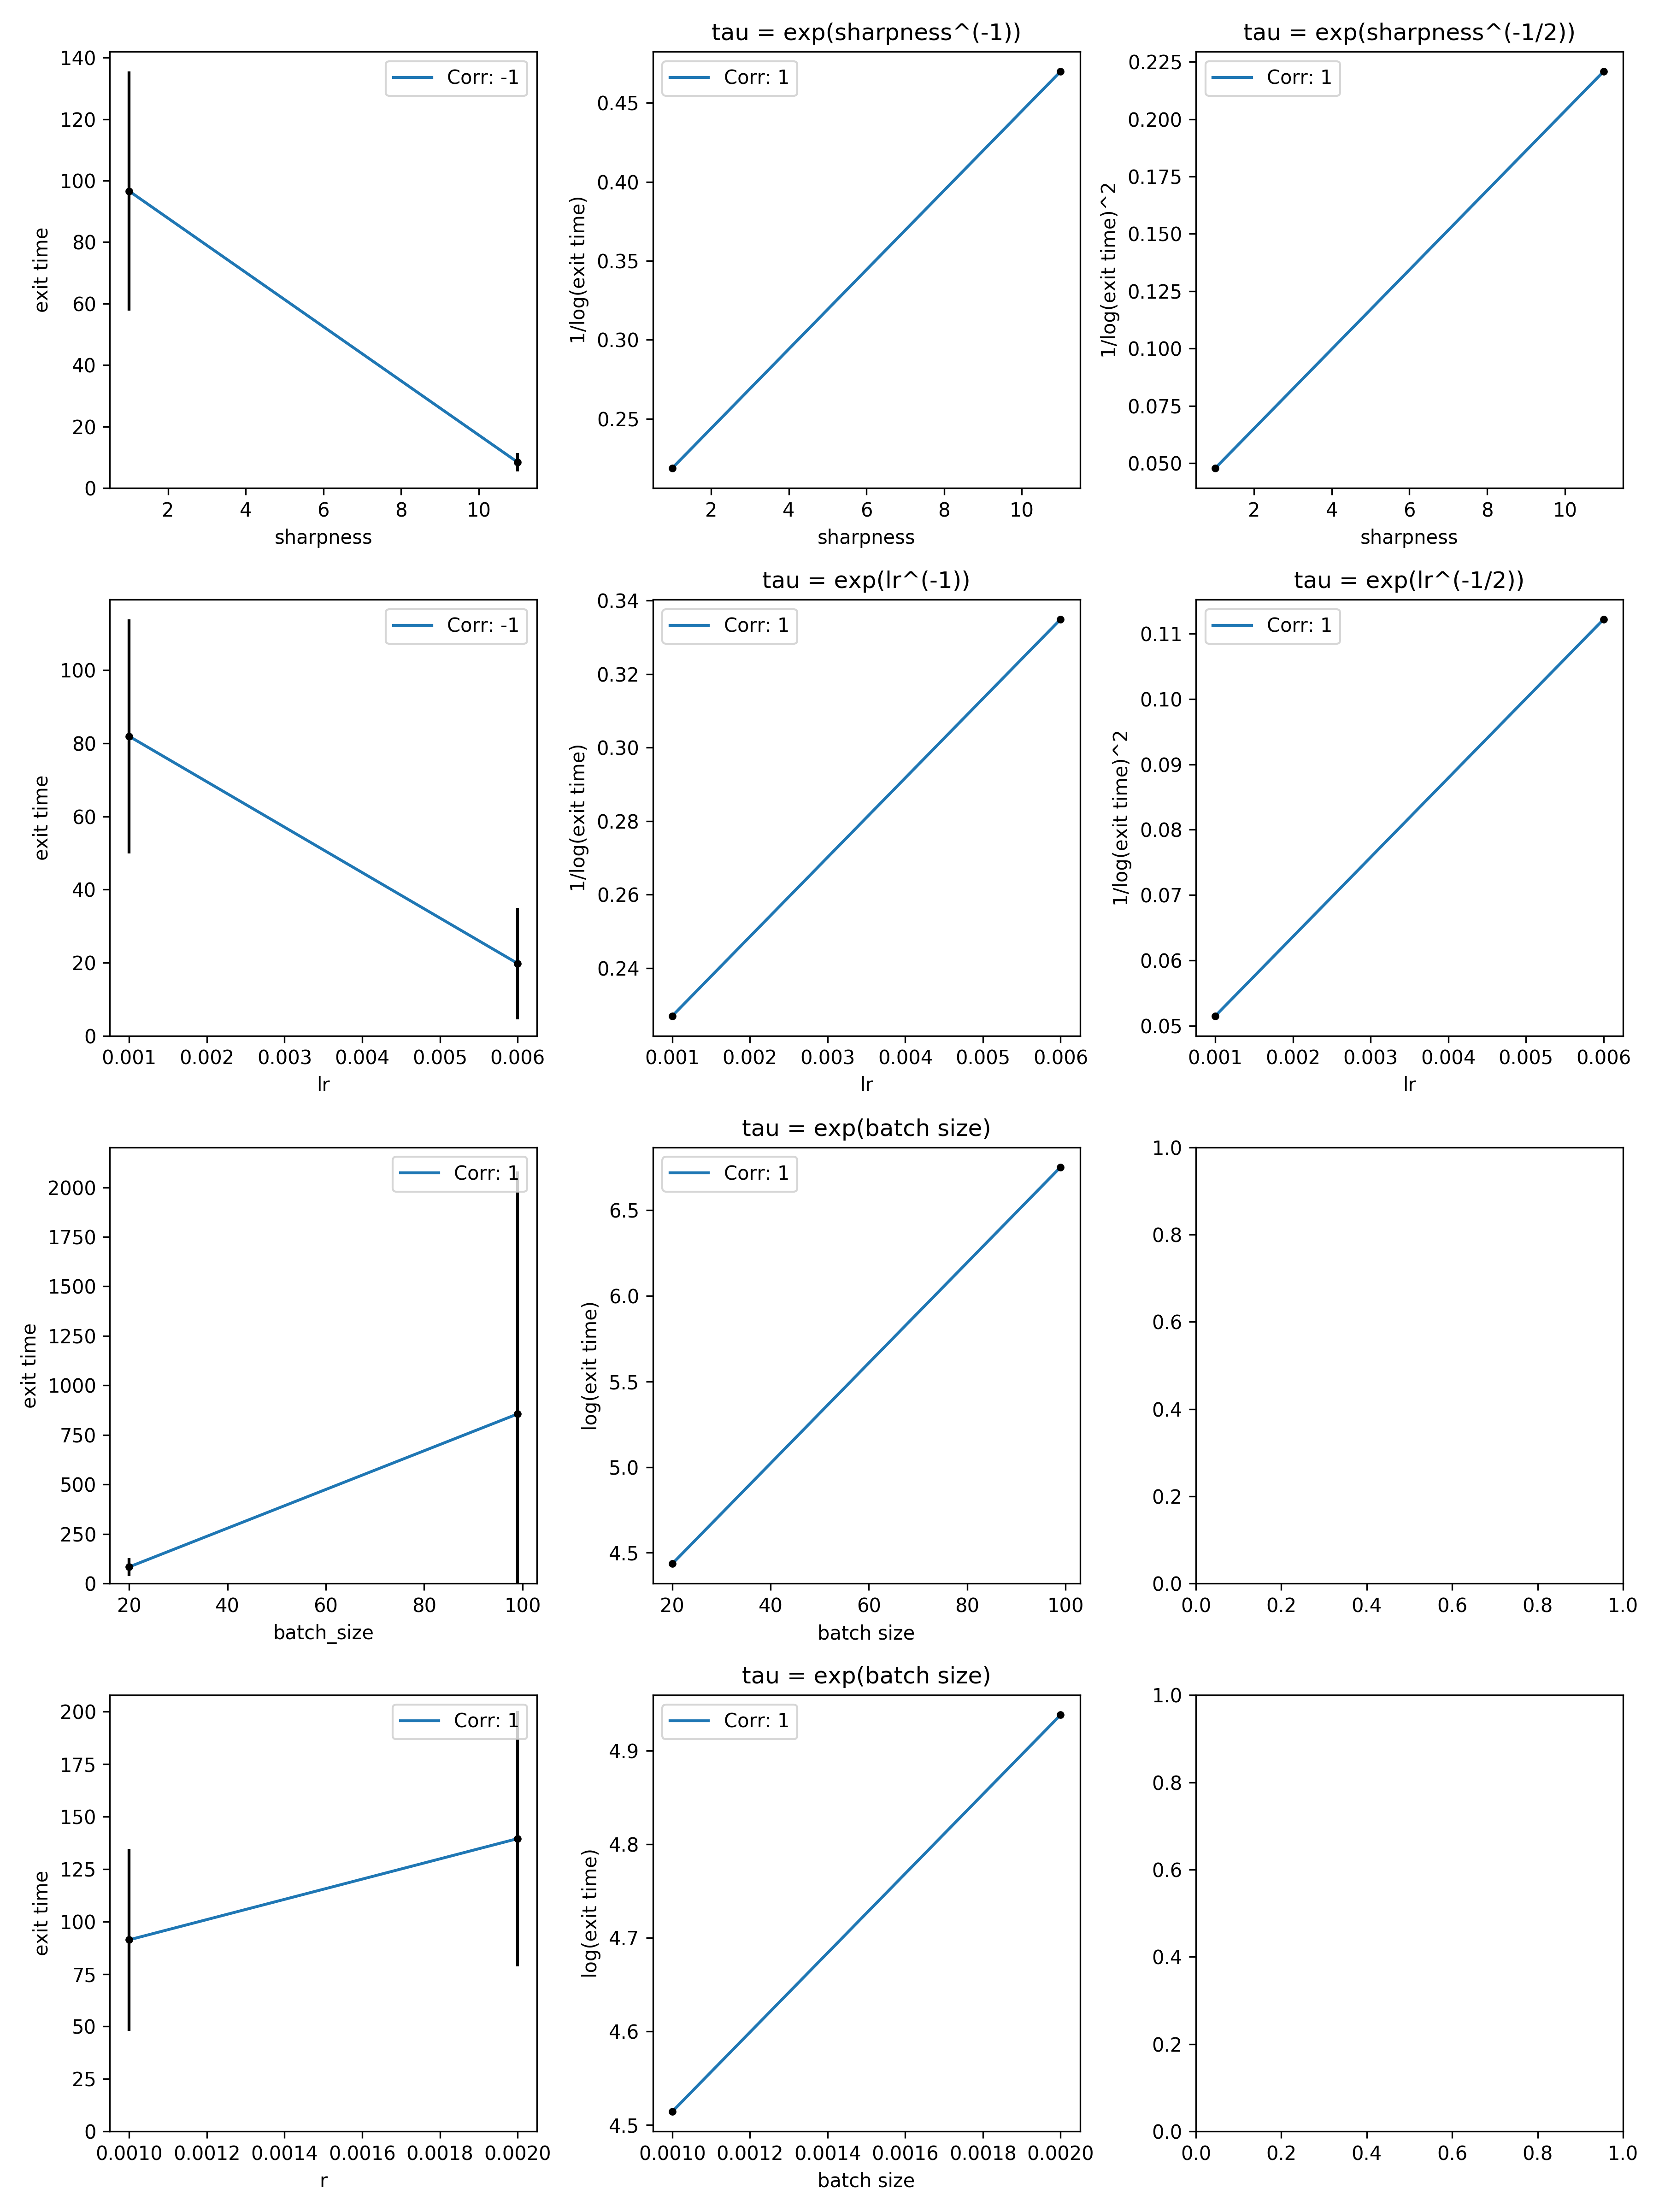 140
120
100
80
60
40
20
0
exit time
Corr: -1
2 4 6 8 10
sharpness
tau = exp(sharpness^(-1))
0.45
0.40
0.35
0.30
0.25
1/log(exit time)
Corr: 1
2 4 6 8 10
sharpness
tau = exp(sharpness^(-1/2))
0.225
0.200
0.175
0.150
0.125
0.100
0.075
0.050
1/log(exit time)^2
Corr: 1
2 4 6 8 10
sharpness
100
80
60
40
20
0
exit time
Corr: -1
0.001 0.002 0.003 0.004 0.005 0.006
lr
tau = exp(lr^(-1))
0.34
0.32
0.30
0.28
0.26
0.24
1/log(exit time)
Corr: 1
0.001 0.002 0.003 0.004 0.005 0.006
lr
tau = exp(lr^(-1/2))
0.11
0.10
0.09
0.08
0.07
0.06
0.05
1/log(exit time)^2
Corr: 1
0.001 0.002 0.003 0.004 0.005 0.006
lr
2000
1750
1500
1250
1000
750
500
250
0
exit time
Corr: 1
20 40 60 80 100
batch_size
tau = exp(batch size)
6.5
6.0
5.5
5.0
4.5
log(exit time)
Corr: 1
20 40 60 80 100
batch size
1.0
0.8
0.6
0.4
0.2
0.0
0.0 0.2 0.4 0.6 0.8 1.0
200
175
150
125
100
75
50
25
0
exit time
Corr: 1
0.0010 0.0012 0.0014 0.0016 0.0018 0.0020
r
tau = exp(batch size)
4.9
4.8
4.7
4.6
4.5
log(exit time)
Corr: 1
0.0010 0.0012 0.0014 0.0016 0.0018 0.0020
batch size
1.0
0.8
0.6
0.4
0.2
0.0
0.0 0.2 0.4 0.6 0.8 1.0